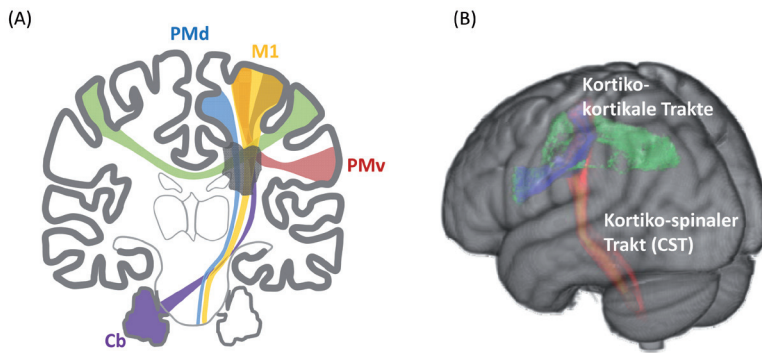 (A)
PMd
M1
PMv
Cb
(B)
Kortiko-
kortikale Trakte
Kortiko-spinaler
Trakt (CST)